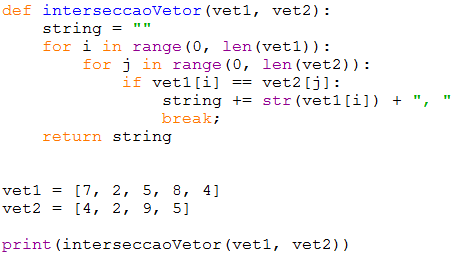 def interseccaoVetor(vet1, vet2):
    string = ""
    for i in range(0, len(vet1)):
        for j in range(0, len(vet2)):
            if vet1[i] == vet2[j]:
                string += str(vet1[i]) + ", "
                break;
    return string
vet1 = [7, 2, 5, 8, 4]
vet2 = [4, 2, 9, 5]
print(interseccaoVetor(vet1, vet2))